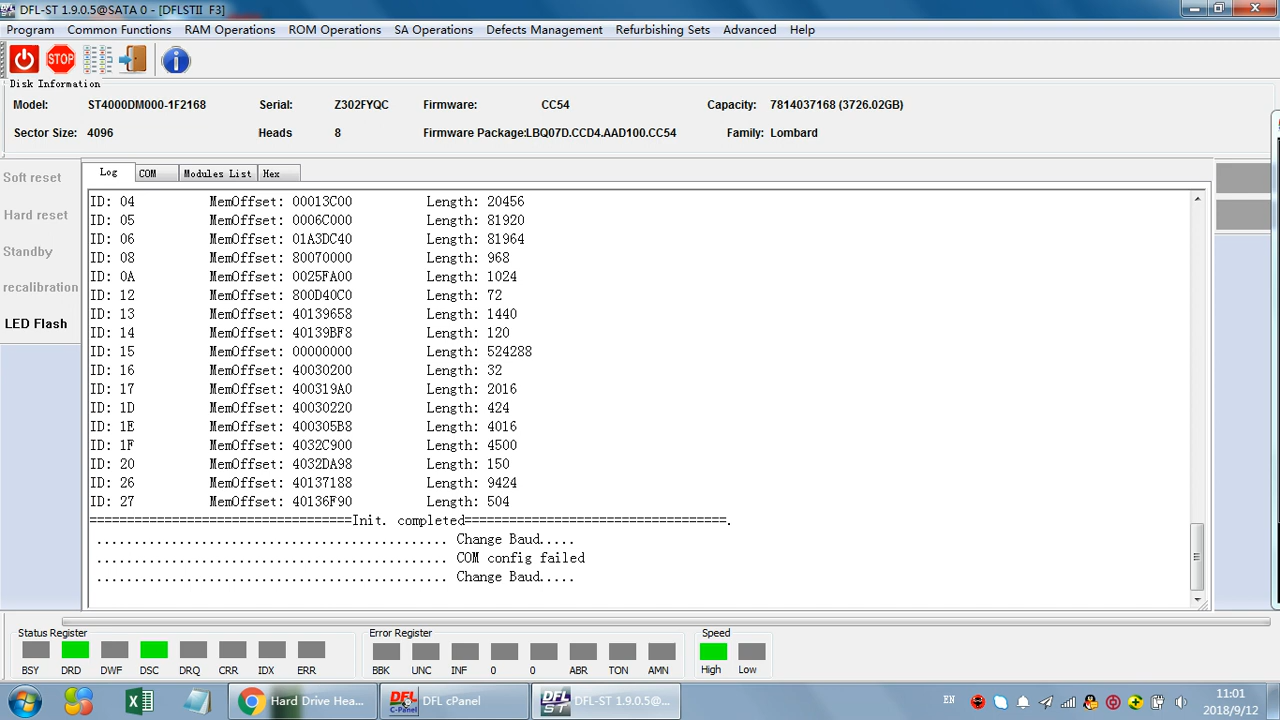 DFL-ST 1.9.0.5@SATA 0 - [DFLSTII F3]
Program Common Functions RAM Operations ROM Operations SA Operations Defects Management Refurbishing Sets Advanced Help
STOP
Disk Information
Model: ST4000DM000-1F2168 Serial: Z302FYQC Firmware: CC54 Capacity: 7814037168 (3726.02GB)
Sector Size: 4096 Heads 8 Firmware Package:LBQ07D.CCD4.AAD100.CC54 Family: Lombard
Soft reset
Hard reset
Standby
recalibration
LED Flash
Log COM Modules List Hex
ID: 04 MemOffset: 00013C00 Length: 20456
ID: 05 MemOffset: 0006C000 Length: 81920
ID: 06 MemOffset: 01A3DC40 Length: 81964
ID: 08 MemOffset: 80070000 Length: 968
ID: 0A MemOffset: 0025FA00 Length: 1024
ID: 12 MemOffset: 800D40C0 Length: 72
ID: 13 MemOffset: 40139658 Length: 1440
ID: 14 MemOffset: 40139BF8 Length: 120
ID: 15 MemOffset: 00000000 Length: 524288
ID: 16 MemOffset: 40030200 Length: 32
ID: 17 MemOffset: 400319A0 Length: 2016
ID: 1D MemOffset: 40030220 Length: 424
ID: 1E MemOffset: 400305B8 Length: 4016
ID: 1F MemOffset: 4032C900 Length: 4500
ID: 20 MemOffset: 4032DA98 Length: 150
ID: 26 MemOffset: 40137188 Length: 9424
ID: 27 MemOffset: 40136F90 Length: 504
===================================Init. completed===================================.
............................................... Change Baud.....
............................................... COM config failed
............................................... Change Baud.....
Status Register Error Register Speed
BSY DRD DWF DSC DRQ CRR IDX ERR BBK UNC INF 0 0 ABR TON AMN High Low
Hard Drive Hea... DFL C-Panel DFL cPanel DFL ST DFL-ST 1.9.0.5@... EN 11:01
2018/9/12